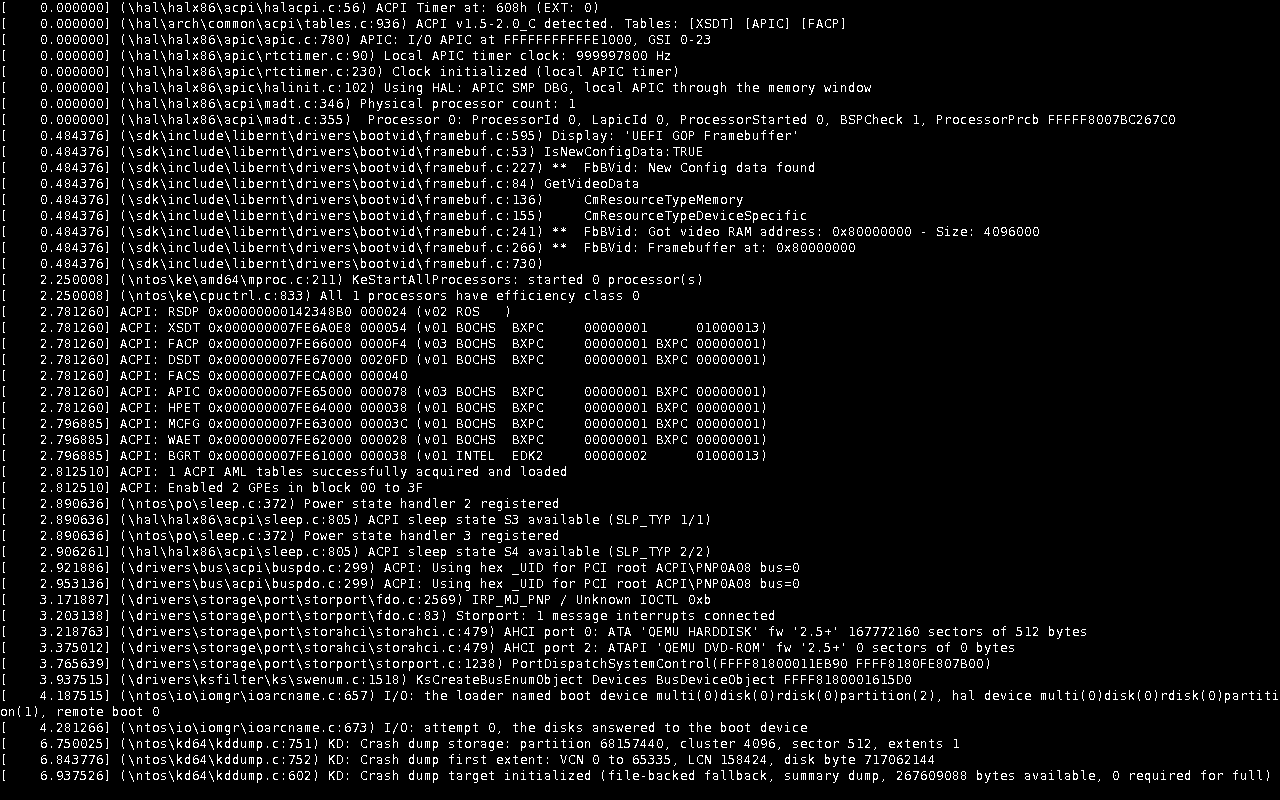 [    0.000000] (\hal\halx86\acpi\halacpi.c:56) ACPI Timer at: 608h (EXT: 0)
[    0.000000] (\hal\arch\common\acpi\tables.c:936) ACPI v1.5-2.0_C detected. Tables: [XSDT] [APIC] [FACP]
[    0.000000] (\hal\halx86\apic\apic.c:780) APIC: I/O APIC at FFFFFFFFFFFE1000, GSI 0-23
[    0.000000] (\hal\halx86\apic\rtctimer.c:90) Local APIC timer clock: 999997800 Hz
[    0.000000] (\hal\halx86\apic\rtctimer.c:230) Clock initialized (local APIC timer)
[    0.000000] (\hal\halx86\apic\halinit.c:102) Using HAL: APIC SMP DBG, local APIC through the memory window
[    0.000000] (\hal\halx86\acpi\madt.c:346) Physical processor count: 1
[    0.000000] (\hal\halx86\acpi\madt.c:355)  Processor 0: ProcessorId 0, LapicId 0, ProcessorStarted 0, BSPCheck 1, ProcessorPrcb FFFFF8007BC267C0
[    0.484376] (\sdk\include\libernt\drivers\bootvid\framebuf.c:595) Display: 'UEFI GOP Framebuffer'
[    0.484376] (\sdk\include\libernt\drivers\bootvid\framebuf.c:53) IsNewConfigData:TRUE
[    0.484376] (\sdk\include\libernt\drivers\bootvid\framebuf.c:227) **  FbBVid: New Config data found
[    0.484376] (\sdk\include\libernt\drivers\bootvid\framebuf.c:84) GetVideoData
[    0.484376] (\sdk\include\libernt\drivers\bootvid\framebuf.c:136)     CmResourceTypeMemory
[    0.484376] (\sdk\include\libernt\drivers\bootvid\framebuf.c:155)     CmResourceTypeDeviceSpecific
[    0.484376] (\sdk\include\libernt\drivers\bootvid\framebuf.c:241) **  FbBVid: Got video RAM address: 0x80000000 - Size: 4096000
[    0.484376] (\sdk\include\libernt\drivers\bootvid\framebuf.c:266) **  FbBVid: Framebuffer at: 0x80000000
[    0.484376] (\sdk\include\libernt\drivers\bootvid\framebuf.c:730)
[    2.250008] (\ntos\ke\amd64\mproc.c:211) KeStartAllProcessors: started 0 processor(s)
[    2.250008] (\ntos\ke\cpuctrl.c:833) All 1 processors have efficiency class 0
[    2.781260] ACPI: RSDP 0x00000000142348B0 000024 (v02 ROS   )
[    2.781260] ACPI: XSDT 0x000000007FE6A0E8 000054 (v01 BOCHS  BXPC     00000001      01000013)
[    2.781260] ACPI: FACP 0x000000007FE66000 0000F4 (v03 BOCHS  BXPC     00000001 BXPC 00000001)
[    2.781260] ACPI: DSDT 0x000000007FE67000 0020FD (v01 BOCHS  BXPC     00000001 BXPC 00000001)
[    2.781260] ACPI: FACS 0x000000007FECA000 000040
[    2.781260] ACPI: APIC 0x000000007FE65000 000078 (v03 BOCHS  BXPC     00000001 BXPC 00000001)
[    2.781260] ACPI: HPET 0x000000007FE64000 000038 (v01 BOCHS  BXPC     00000001 BXPC 00000001)
[    2.796885] ACPI: MCFG 0x000000007FE63000 00003C (v01 BOCHS  BXPC     00000001 BXPC 00000001)
[    2.796885] ACPI: WAET 0x000000007FE62000 000028 (v01 BOCHS  BXPC     00000001 BXPC 00000001)
[    2.796885] ACPI: BGRT 0x000000007FE61000 000038 (v01 INTEL  EDK2     00000002      01000013)
[    2.812510] ACPI: 1 ACPI AML tables successfully acquired and loaded
[    2.812510] ACPI: Enabled 2 GPEs in block 00 to 3F
[    2.890636] (\ntos\po\sleep.c:372) Power state handler 2 registered
[    2.890636] (\hal\halx86\acpi\sleep.c:805) ACPI sleep state S3 available (SLP_TYP 1/1)
[    2.890636] (\ntos\po\sleep.c:372) Power state handler 3 registered
[    2.906261] (\hal\halx86\acpi\sleep.c:805) ACPI sleep state S4 available (SLP_TYP 2/2)
[    2.921886] (\drivers\bus\acpi\buspdo.c:299) ACPI: Using hex _UID for PCI root ACPI\PNP0A08 bus=0
[    2.953136] (\drivers\bus\acpi\buspdo.c:299) ACPI: Using hex _UID for PCI root ACPI\PNP0A08 bus=0
[    3.171887] (\drivers\storage\port\storport\fdo.c:2569) IRP_MJ_PNP / Unknown IOCTL 0xb
[    3.203138] (\drivers\storage\port\storport\fdo.c:83) Storport: 1 message interrupts connected
[    3.218763] (\drivers\storage\port\storahci\storahci.c:479) AHCI port 0: ATA 'QEMU HARDDISK' fw '2.5+' 167772160 sectors of 512 bytes
[    3.375012] (\drivers\storage\port\storahci\storahci.c:479) AHCI port 2: ATAPI 'QEMU DVD-ROM' fw '2.5+' 0 sectors of 0 bytes
[    3.765639] (\drivers\storage\port\storport\storport.c:1238) PortDispatchSystemControl(FFFF81800011EB90 FFFF8180FE807B00)
[    3.937515] (\drivers\ksfilter\ks\swenum.c:1518) KsCreateBusEnumObject Devices BusDeviceObject FFFF8180001615D0
[    4.187515] (\ntos\io\iomgr\ioarcname.c:657) I/O: the loader named boot device multi(0)disk(0)rdisk(0)partition(2), hal device multi(0)disk(0)rdisk(0)partiti
on(1), remote boot 0
[    4.281266] (\ntos\io\iomgr\ioarcname.c:673) I/O: attempt 0, the disks answered to the boot device
[    6.750025] (\ntos\kd64\kddump.c:751) KD: Crash dump storage: partition 68157440, cluster 4096, sector 512, extents 1
[    6.843776] (\ntos\kd64\kddump.c:752) KD: Crash dump first extent: VCN 0 to 65335, LCN 158424, disk byte 717062144
[    6.937526] (\ntos\kd64\kddump.c:602) KD: Crash dump target initialized (file-backed fallback, summary dump, 267609088 bytes available, 0 required for full)